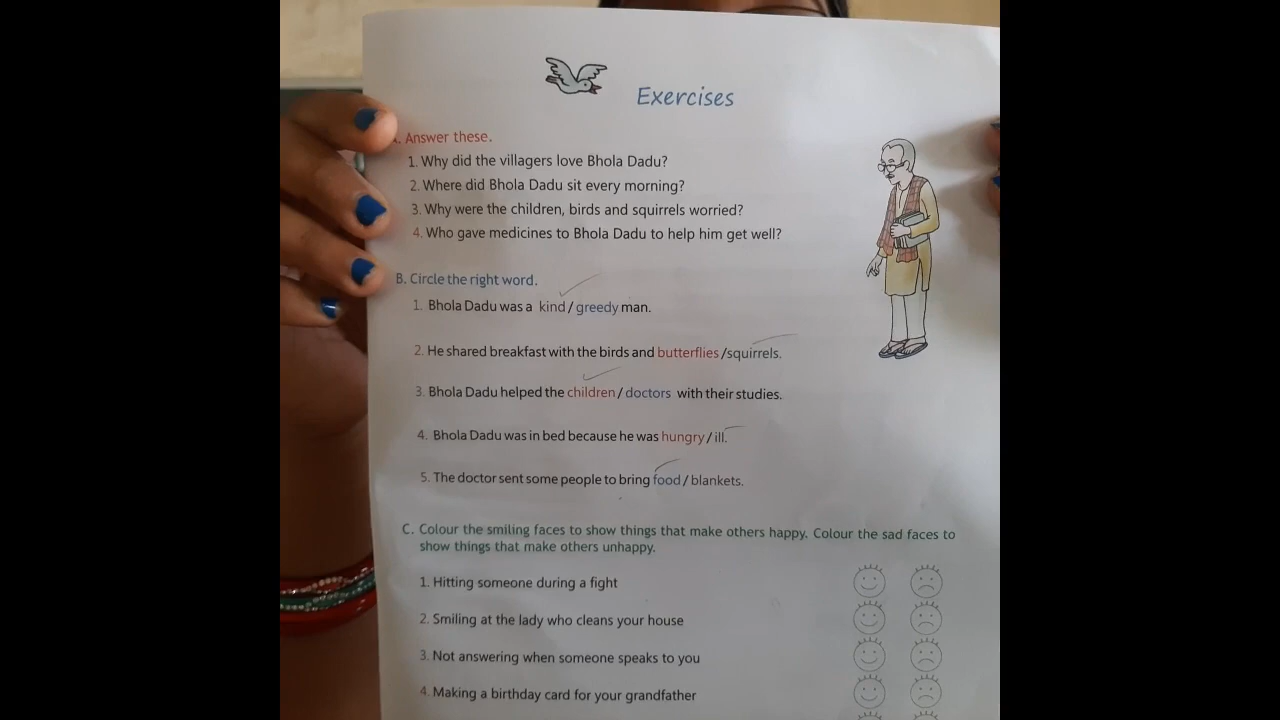 Exercises
. Answer these.
1. Why did the villagers love Bhola Dadu?
2. Where did Bhola Dadu sit every morning?
3. Why were the children, birds and squirrels worried?
4. Who gave medicines to Bhola Dadu to help him get well?
B. Circle the right word.
1. Bhola Dadu was a kind / greedy man.
2. He shared breakfast with the birds and butterflies /squirrels.
3. Bhola Dadu helped the children / doctors with their studies.
4. Bhola Dadu was in bed because he was hungry / ill.
5. The doctor sent some people to bring food / blankets.
C. Colour the smiling faces to show things that make others happy. Colour the sad faces to
show things that make others unhappy.
1. Hitting someone during a fight
2. Smiling at the lady who cleans your house
3. Not answering when someone speaks to you
4. Making a birthday card for your grandfather